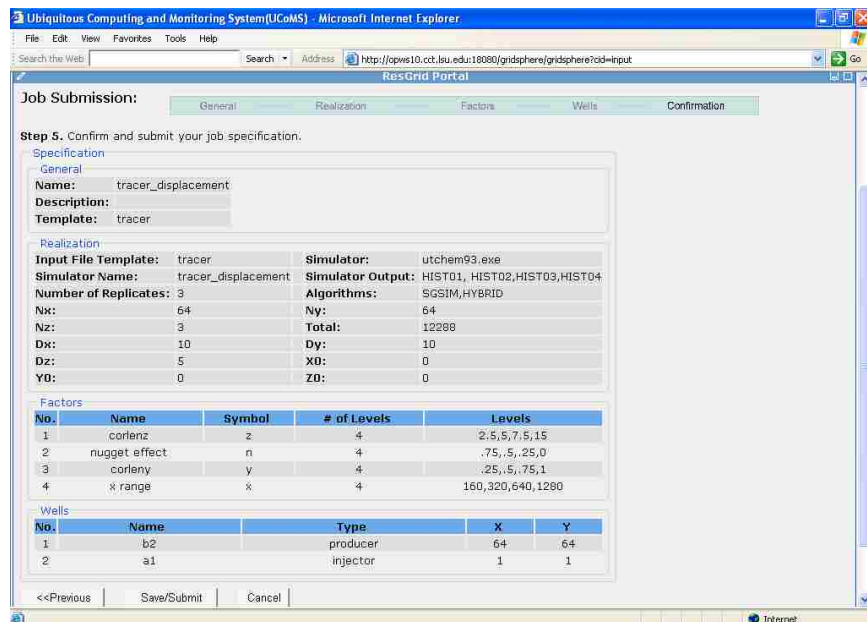 Ubiquitous Computing and Monitoring System(UCoMS) - Microsoft Internet Explorer
File Edit View Favorites Tools Help
Search the Web Search Address http://opws10.cct.lsu.edu:18080/gridsphere/gridsphere?cid=input Go
ResGrid Portal
Job Submission: General Realization Factors Wells Confirmation
Step 5. Confirm and submit your job specification.
Specification
General
Name: tracer_displacement
Description:
Template: tracer
Realization
Input File Template: tracer Simulator: utchem93.exe
Simulator Name: tracer_displacement Simulator Output: HIST01, HIST02,HIST03,HIST04
Number of Replicates: 3 Algorithms: SGSIM,HYBRID
Nx: 64 Ny: 64
Nz: 3 Total: 12288
Dx: 10 Dy: 10
Dz: 5 X0: 0
Y0: 0 Z0: 0
Factors
No. Name Symbol # of Levels Levels
1 corlenz z 4 2.5,5,7.5,15
2 nugget effect n 4 .75,.5,.25,0
3 corleny y 4 .25,.5,.75,1
4 x range x 4 160,320,640,1280
Wells
No. Name Type X Y
1 b2 producer 64 64
2 a1 injector 1 1
<<Previous Save/Submit Cancel
Internet